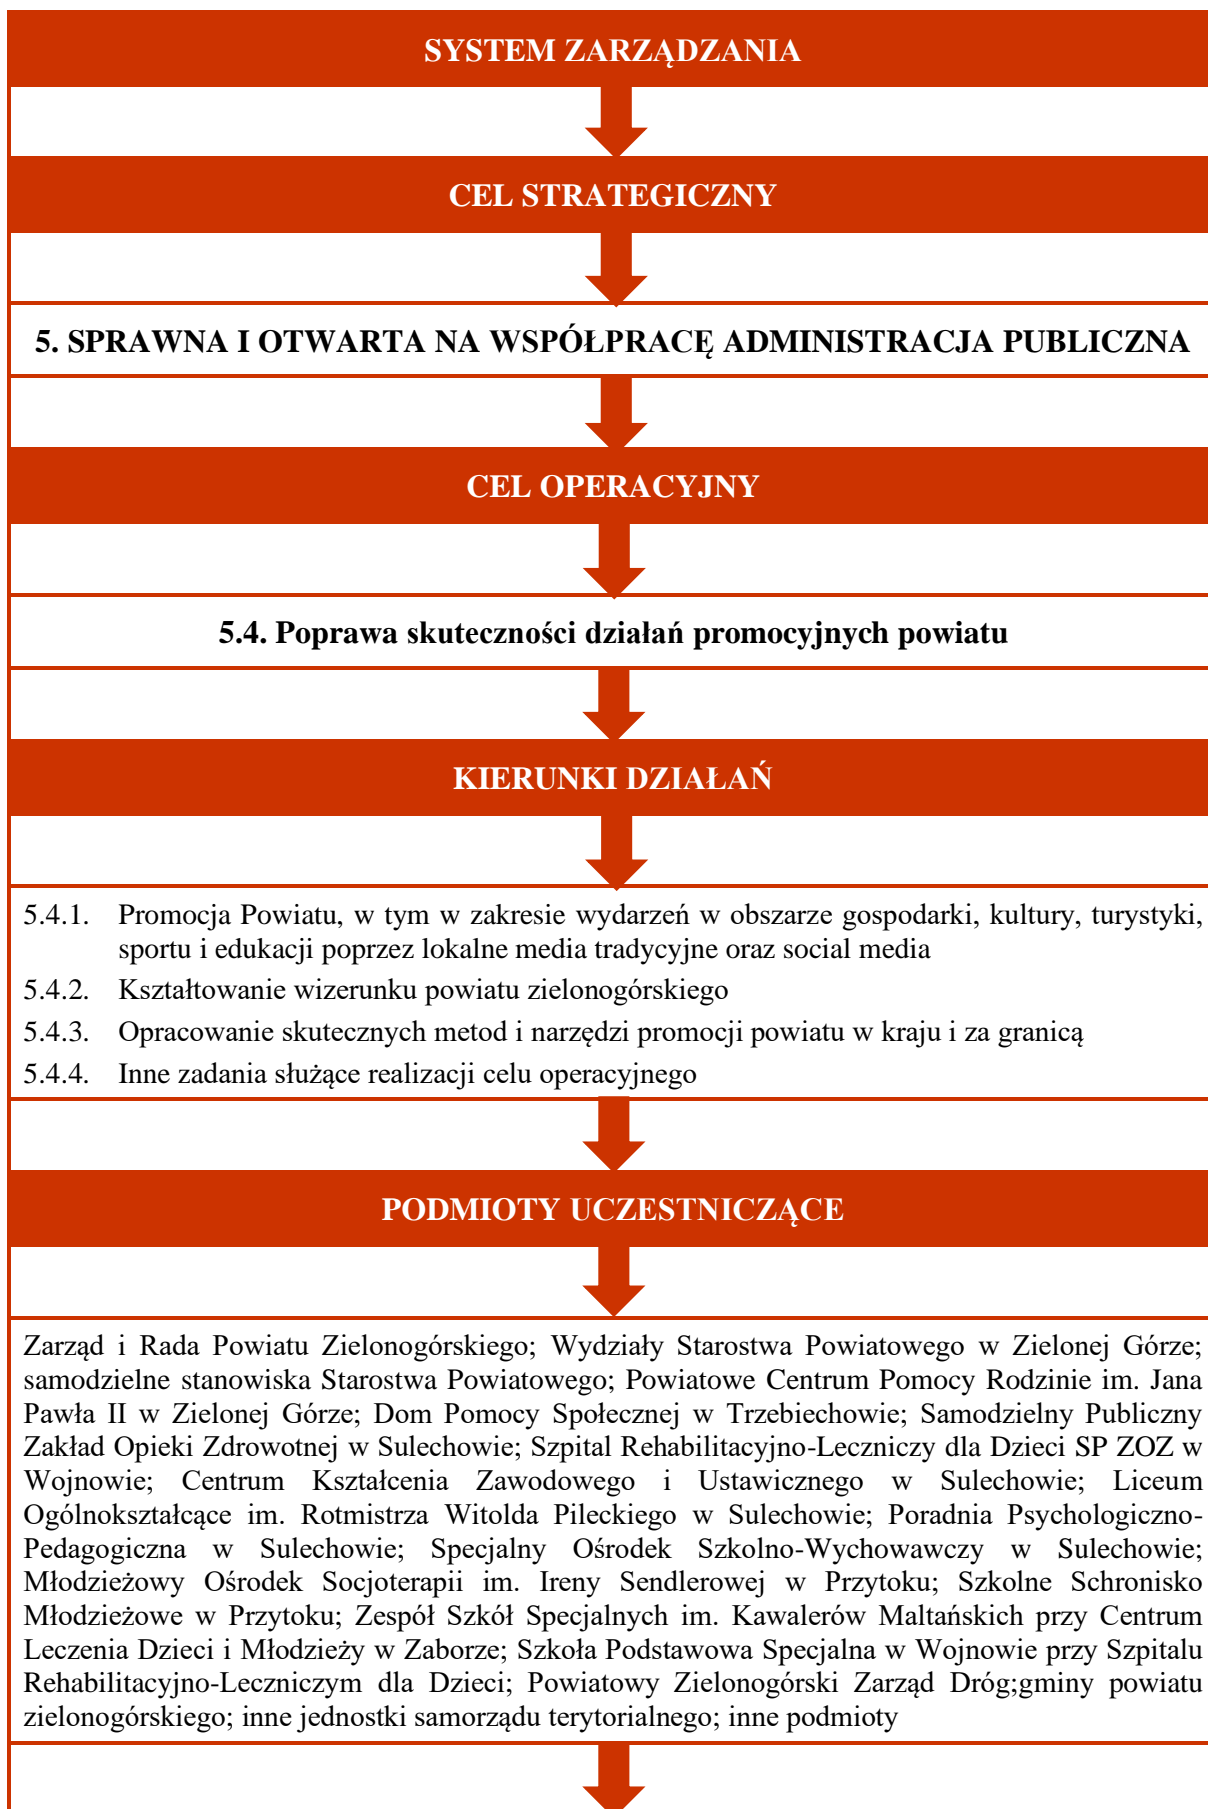 SYSTEM ZARZĄDZANIA
CEL STRATEGICZNY
5. SPRAWNA I OTWARTA NA WSPÓŁPRACĘ ADMINISTRACJA PUBLICZNA
CEL OPERACYJNY
5.4. Poprawa skuteczności działań promocyjnych powiatu
KIERUNKI DZIAŁAŃ
5.4.1. Promocja Powiatu, w tym w zakresie wydarzeń w obszarze gospodarki, kultury, turystyki,
sportu i edukacji poprzez lokalne media tradycyjne oraz social media
5.4.2. Kształtowanie wizerunku powiatu zielonogórskiego
5.4.3. Opracowanie skutecznych metod i narzędzi promocji powiatu w kraju i za granicą
5.4.4. Inne zadania służące realizacji celu operacyjnego
PODMIOTY UCZESTNICZĄCE
Zarząd i Rada Powiatu Zielonogórskiego; Wydziały Starostwa Powiatowego w Zielonej Górze;
samodzielne stanowiska Starostwa Powiatowego; Powiatowe Centrum Pomocy Rodzinie im. Jana
Pawła II w Zielonej Górze; Dom Pomocy Społecznej w Trzebiechowie; Samodzielny Publiczny
Zakład Opieki Zdrowotnej w Sulechowie; Szpital Rehabilitacyjno-Leczniczy dla Dzieci SP ZOZ w
Wojnowie; Centrum Kształcenia Zawodowego i Ustawicznego w Sulechowie; Liceum
Ogólnokształcące im. Rotmistrza Witolda Pileckiego w Sulechowie; Poradnia Psychologiczno-
Pedagogiczna w Sulechowie; Specjalny Ośrodek Szkolno-Wychowawczy w Sulechowie;
Młodzieżowy Ośrodek Socjoterapii im. Ireny Sendlerowej w Przytoku; Szkolne Schronisko
Młodzieżowe w Przytoku; Zespół Szkół Specjalnych im. Kawalerów Maltańskich przy Centrum
Leczenia Dzieci i Młodzieży w Zaborze; Szkoła Podstawowa Specjalna w Wojnowie przy Szpitalu
Rehabilitacyjno-Leczniczym dla Dzieci; Powiatowy Zielonogórski Zarząd Dróg;gminy powiatu
zielonogórskiego; inne jednostki samorządu terytorialnego; inne podmioty